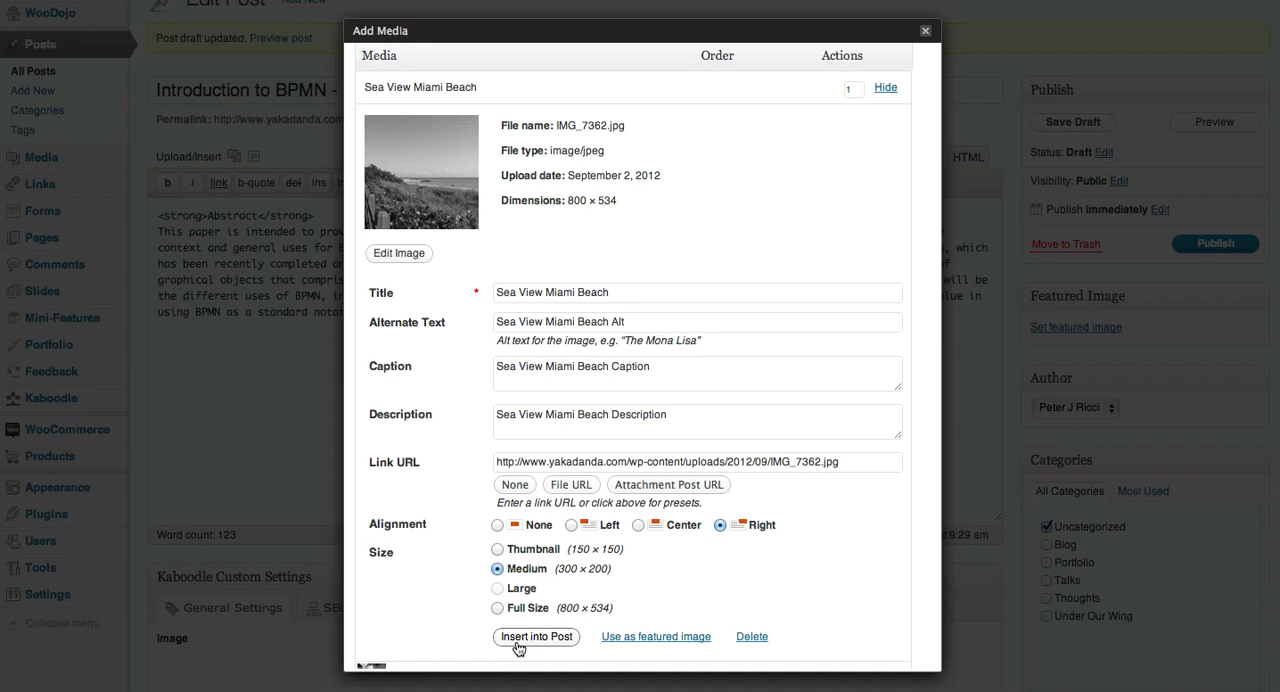 WooDojo
Edit Post
Add New
Posts
Post draft updated. Preview post
All Posts
Add New
Categories
Tags
Introduction to BPMN -
Permalink: http://www.yakadanda.com
Upload/Insert
HTML
b i link b-quote del ins
Media
Links
Forms
Pages
Comments
Slides
Mini-Features
Portfolio
Feedback
Kaboodle
WooCommerce
Products
Appearance
Plugins
Users
Tools
Settings
Collapse menu
<strong>Abstract</strong>
This paper is intended to prov
context and general uses for B
, which
has been recently completed an
of
graphical objects that compris
will be
the different uses of BPMN, in
lue in
using BPMN as a standard notat
Word count: 123
at 9:29 am
Kaboodle Custom Settings
General Settings
SEO
Image
Add Media
Media Order Actions
Sea View Miami Beach 1 Hide
File name: IMG_7362.jpg
File type: image/jpeg
Upload date: September 2, 2012
Dimensions: 800 × 534
Edit Image
Title * Sea View Miami Beach
Alternate Text Sea View Miami Beach Alt
Alt text for the image, e.g. “The Mona Lisa”
Caption Sea View Miami Beach Caption
Description Sea View Miami Beach Description
Link URL http://www.yakadanda.com/wp-content/uploads/2012/09/IMG_7362.jpg
None File URL Attachment Post URL
Enter a link URL or click above for presets.
Alignment None Left Center Right
Size Thumbnail (150 × 150)
Medium (300 × 200)
Large
Full Size (800 × 534)
Insert into Post Use as featured image Delete
Publish
Save Draft Preview
Status: Draft Edit
Visibility: Public Edit
Publish immediately Edit
Move to Trash Publish
Featured Image
Set featured image
Author
Peter J Ricci
Categories
All Categories Most Used
Uncategorized
Blog
Portfolio
Talks
Thoughts
Under Our Wing